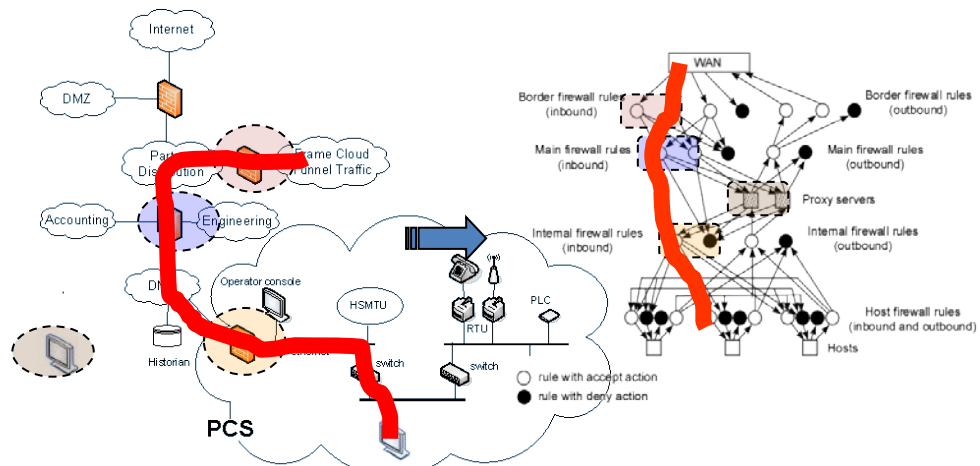 Internet
DMZ
Frame Cloud
Funnel Traffic
Accounting
Engineering
Operator console
HSMTU
PLC
RTU
Historian
switch
switch
PCS
WAN
Border firewall rules
(inbound)
Border firewall rules
(outbound)
Main firewall rules
(inbound)
Main firewall rules
(outbound)
Proxy servers
Internal firewall rules
(inbound)
Internal firewall rules
(outbound)
Host firewall rules
(inbound and outbound)
Hosts
rule with accept action
rule with deny action